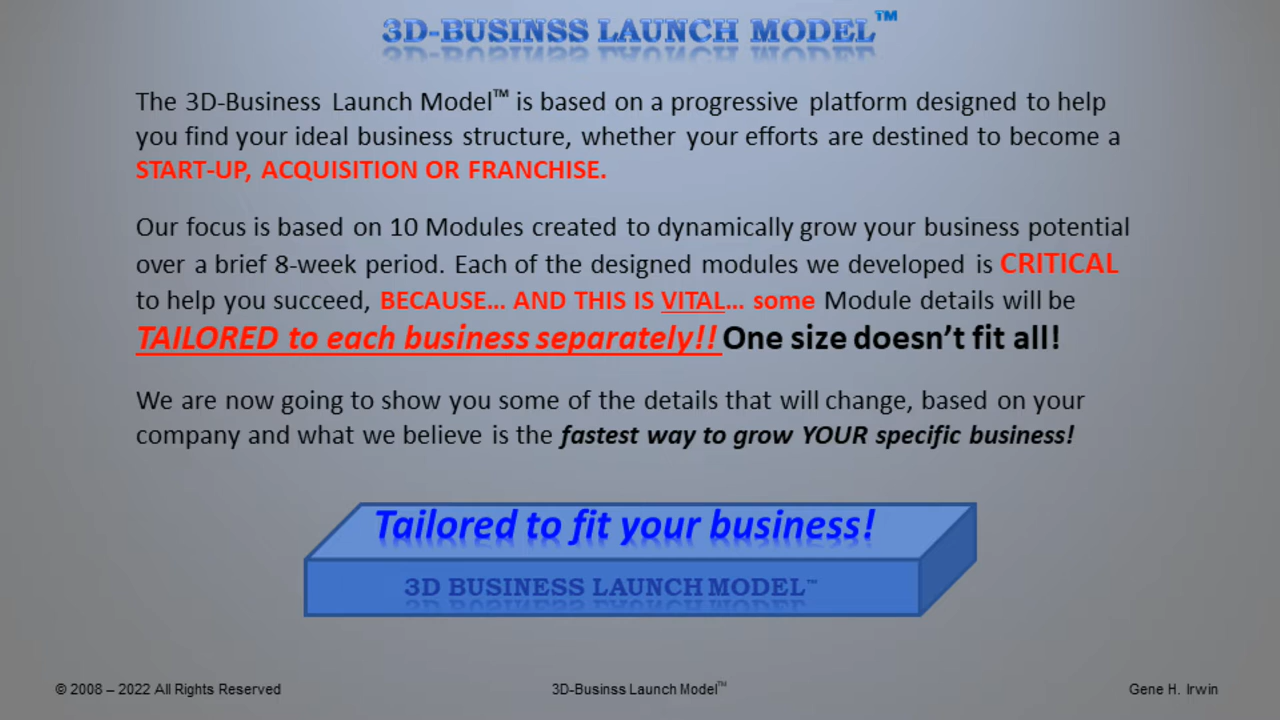 3D-BUSINSS LAUNCH MODEL™
The 3D-Business Launch Model™ is based on a progressive platform designed to help
you find your ideal business structure, whether your efforts are destined to become a
START-UP, ACQUISITION OR FRANCHISE.
Our focus is based on 10 Modules created to dynamically grow your business potential
over a brief 8-week period. Each of the designed modules we developed is CRITICAL
to help you succeed, BECAUSE... AND THIS IS VITAL... some Module details will be
TAILORED to each business separately!! One size doesn't fit all!
We are now going to show you some of the details that will change, based on your
company and what we believe is the fastest way to grow YOUR specific business!
Tailored to fit your business!
3D BUSINESS LAUNCH MODEL™
© 2008 – 2022 All Rights Reserved
3D-Businss Launch Model™
Gene H. Irwin